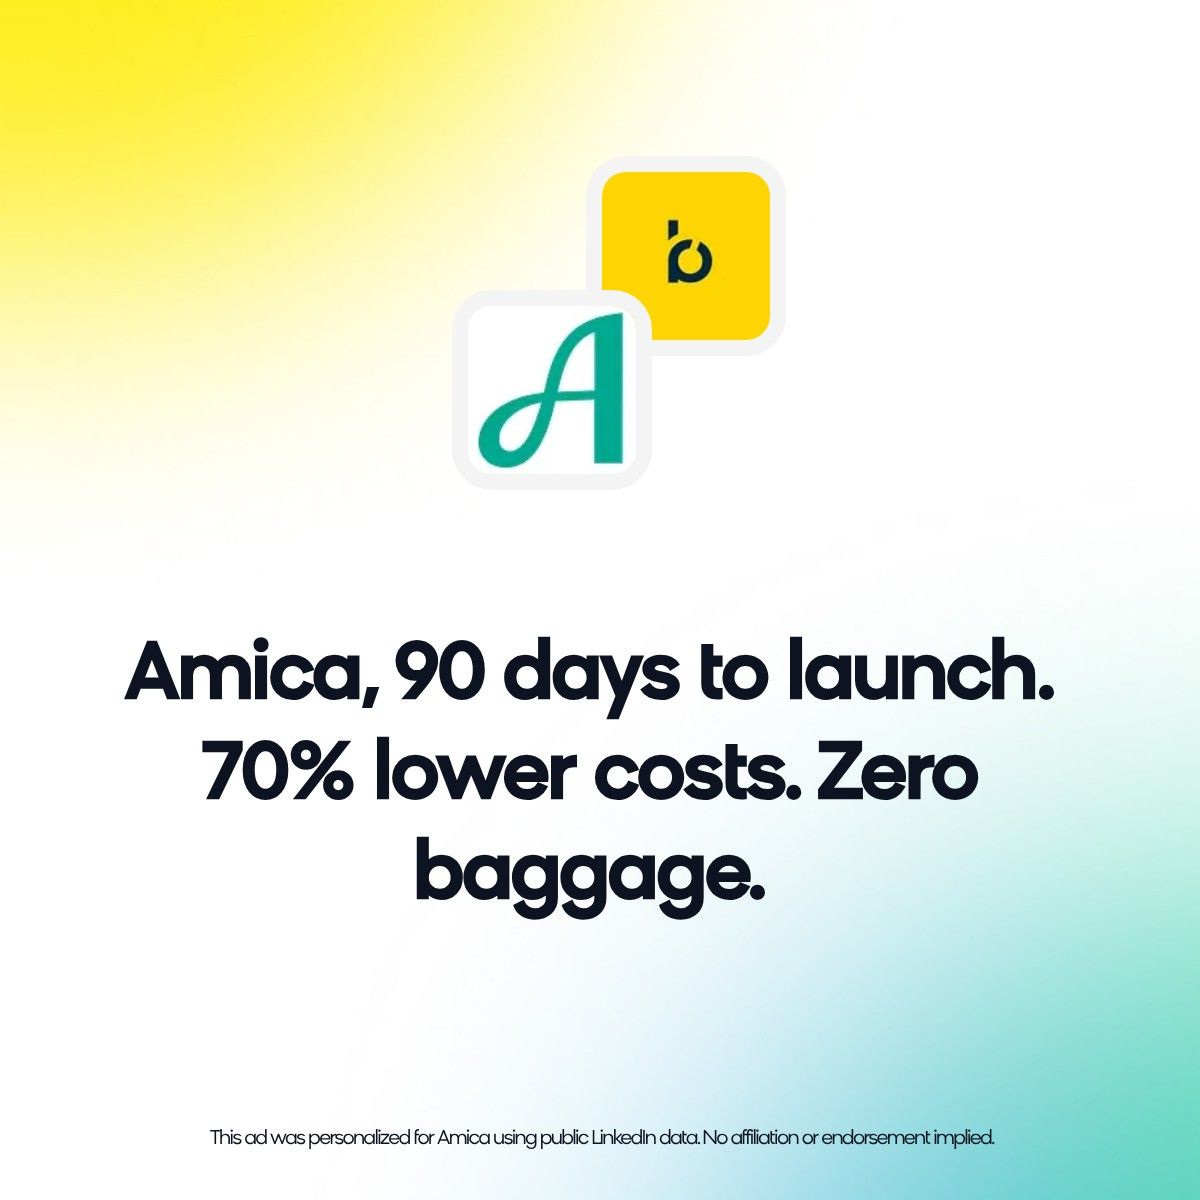 b
A
Amica, 90 days to launch.
70% lower costs. Zero
baggage.
This ad was personalized for Amica using public LinkedIn data. No affiliation or endorsement implied.